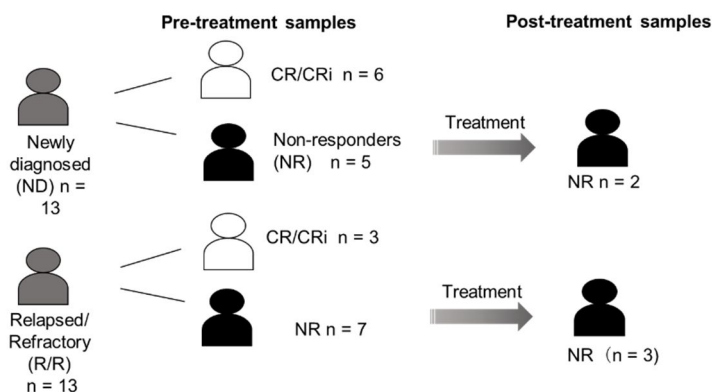 Pre-treatment samples
Post-treatment samples
CR/CRi n = 6
Newly
diagnosed
(ND) n =
13
Non-responders
(NR) n = 5
Treatment
NR n = 2
CR/CRi n = 3
Relapsed/
Refractory
(R/R)
n = 13
NR n = 7
Treatment
NR（n = 3)